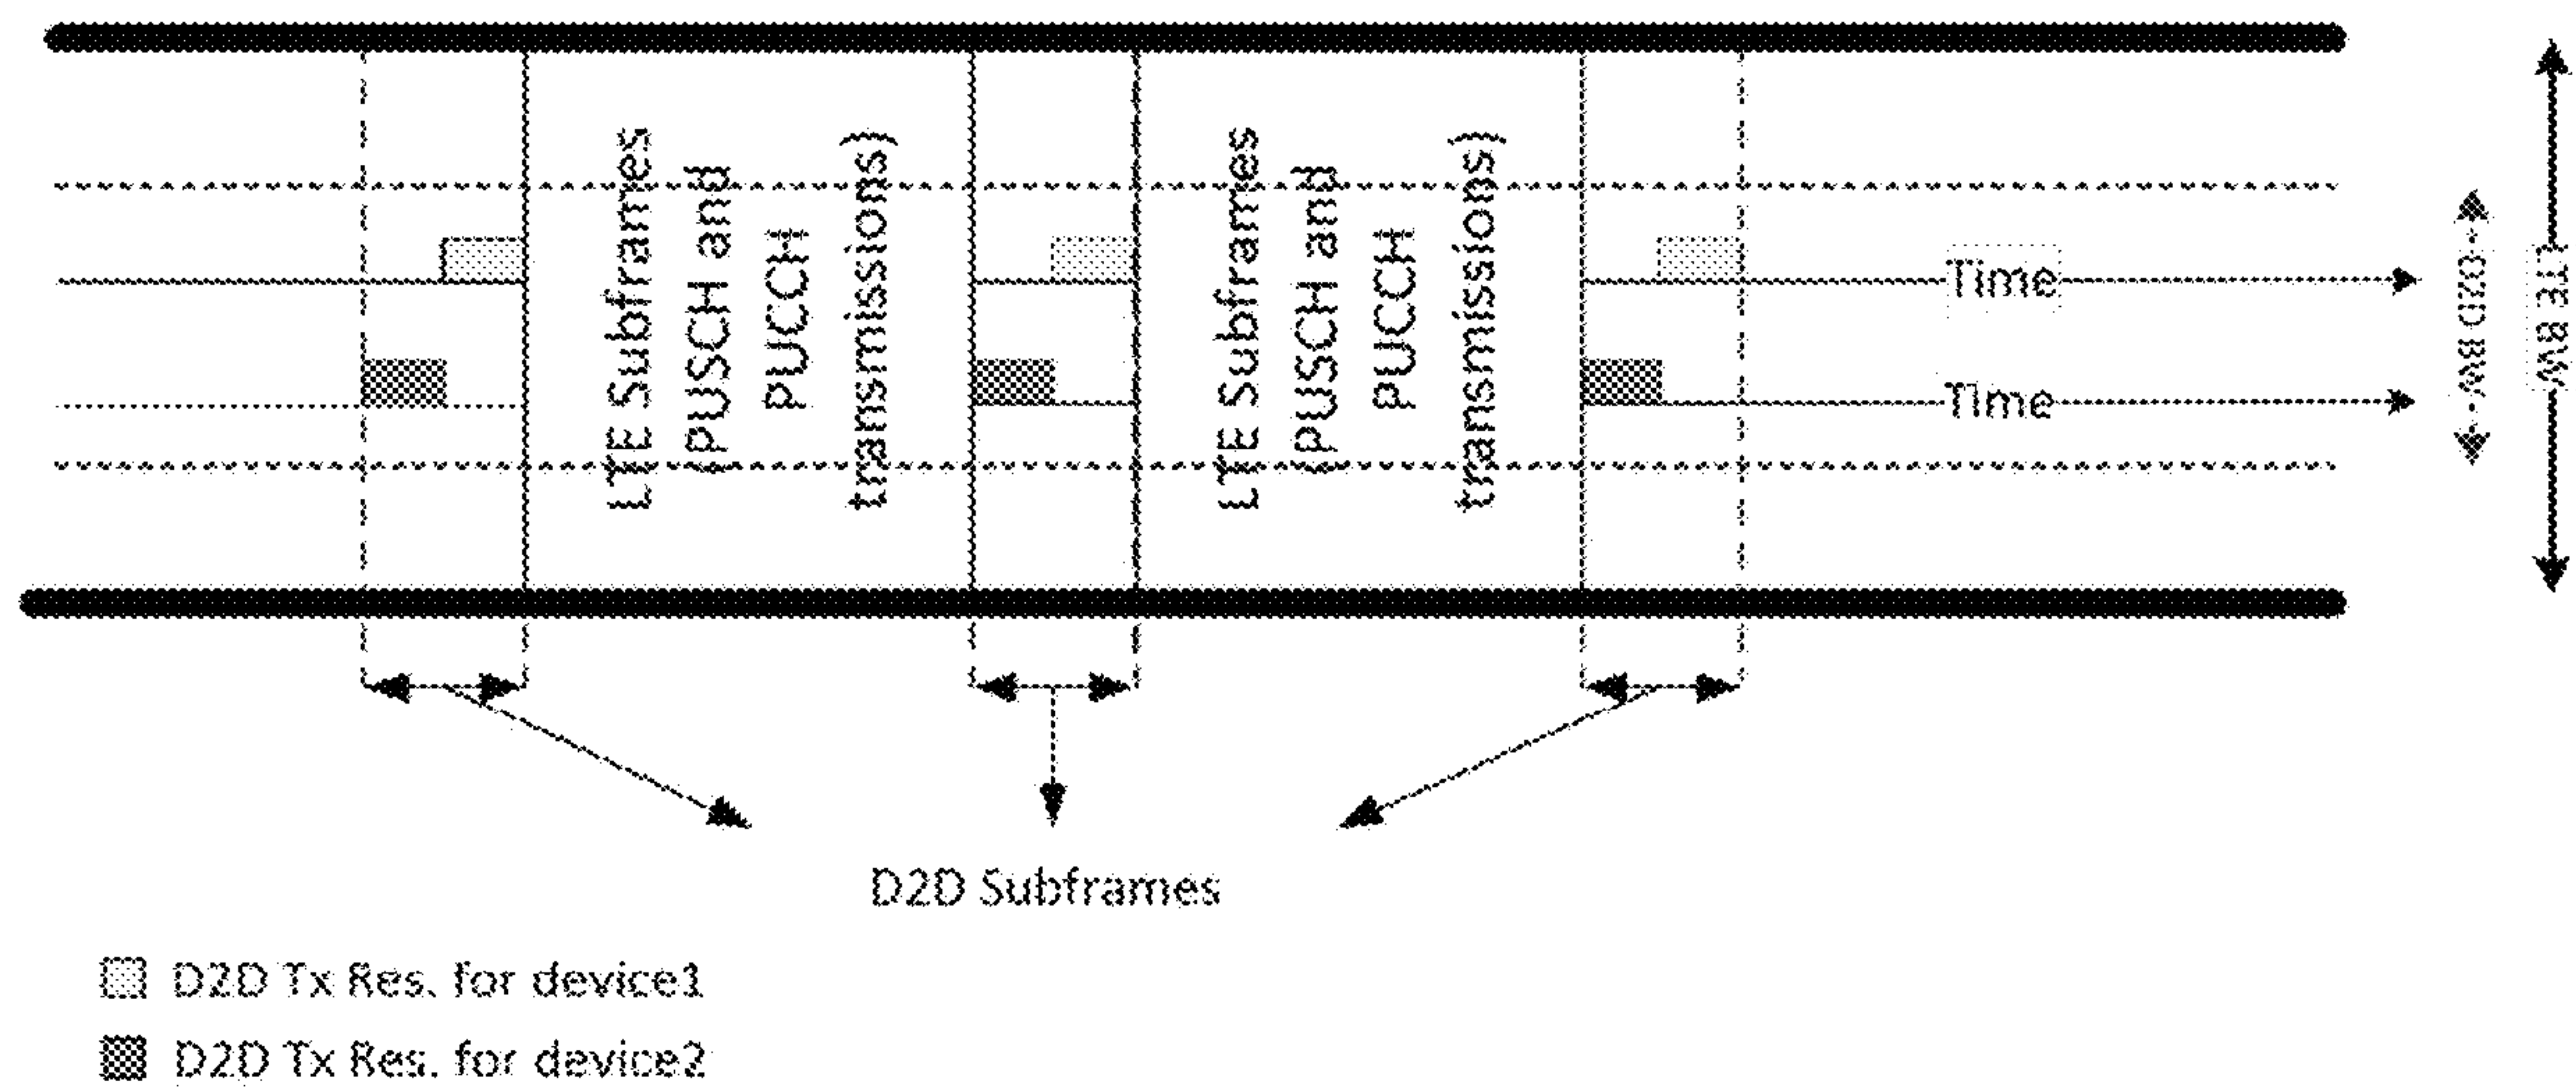 LTE Subframes
(PUSCH and
PUCCH
transmissions)
LTE Subframes
(PUSCH and
PUCCH
transmissions)
Time
Time
D2D BW
LTE BW
D2D Subframes
D2D Tx Res. for device1
D2D Tx Res. for device2